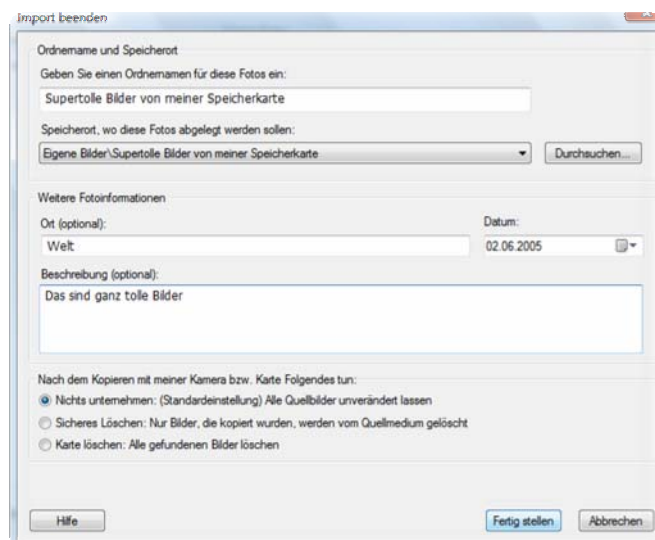 Import beenden
Ordnername und Speicherort
Geben Sie einen Ordnernamen für diese Fotos ein:
Supertolle Bilder von meiner Speicherkarte
Speicherort, wo diese Fotos abgelegt werden sollen:
Eigene Bilder\Supertolle Bilder von meiner Speicherkarte
Durchsuchen...
Weitere Fotoinformationen
Ort (optional):
Datum:
Welt
02.06.2005
Beschreibung (optional):
Das sind ganz tolle Bilder
Nach dem Kopieren mit meiner Kamera bzw. Karte Folgendes tun:
Nichts unternehmen: (Standardeinstellung) Alle Quellbilder unverändert lassen
Sicheres Löschen: Nur Bilder, die kopiert wurden, werden vom Quellmedium gelöscht
Karte löschen: Alle gefundenen Bilder löschen
Hilfe
Fertig stellen
Abbrechen